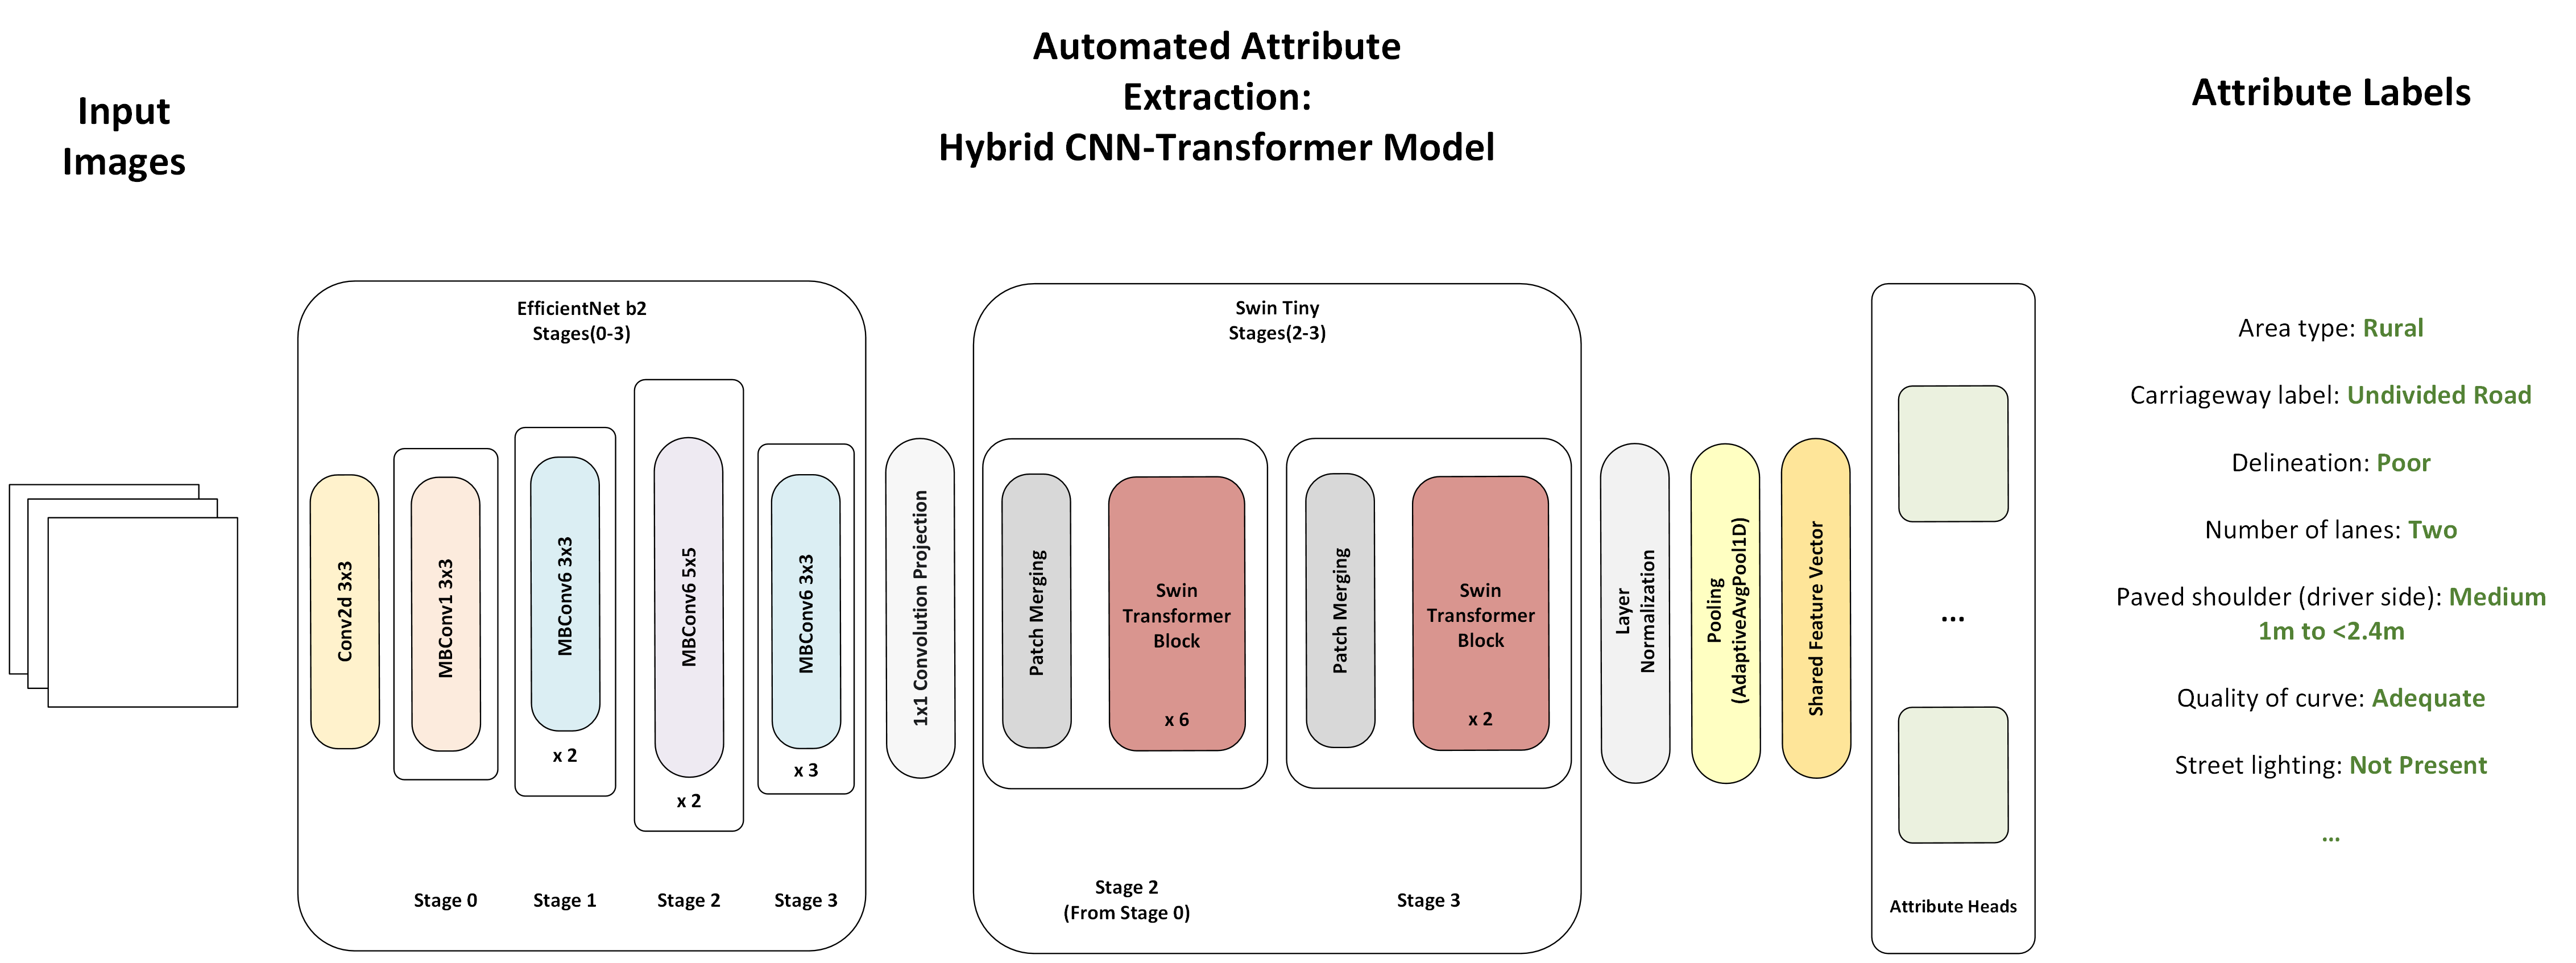 Input
Images
Automated Attribute
Extraction:
Hybrid CNN-Transformer Model
Attribute Labels
EfficientNet b2
Stages(0-3)
Conv2d 3x3
MBConv1 3x3
MBConv6 3x3
x 2
MBConv6 5x5
x 2
MBConv6 3x3
x 3
Stage 0
Stage 1
Stage 2
Stage 3
1x1 Convolution Projection
Swin Tiny
Stages(2-3)
Patch Merging
Swin
Transformer
Block
x 6
Patch Merging
Swin
Transformer
Block
x 2
Stage 2
(From Stage 0)
Stage 3
Layer
Normalization
Pooling
(AdaptiveAvgPool1D)
Shared Feature Vector
...
Attribute Heads
Area type: Rural
Carriageway label: Undivided Road
Delineation: Poor
Number of lanes: Two
Paved shoulder (driver side): Medium
1m to <2.4m
Quality of curve: Adequate
Street lighting: Not Present
...